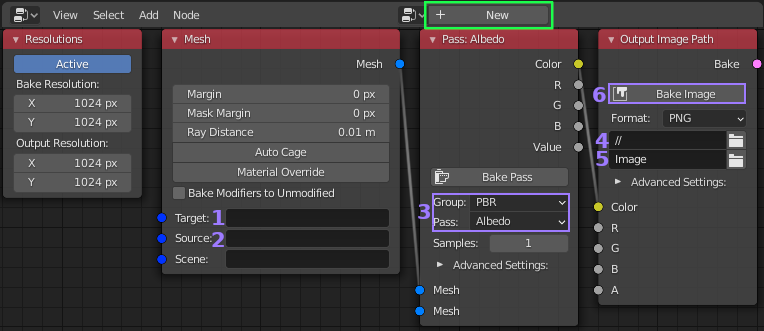 View Select Add Node + New
Resolutions
Active
Bake Resolution:
X 1024 px
Y 1024 px
Output Resolution:
X 1024 px
Y 1024 px
Mesh
Mesh
Margin 0 px
Mask Margin 0 px
Ray Distance 0.01 m
Auto Cage
Material Override
Bake Modifiers to Unmodified
Target: 1
Source: 2
Scene:
Pass: Albedo
Color
R
G
B
Value
Bake Pass
3
Group: PBR
Pass: Albedo
Samples: 1
Advanced Settings:
Mesh
Mesh
Output Image Path
Bake
6 Bake Image
Format: PNG
4 //
5 Image
Advanced Settings:
Color
R
G
B
A